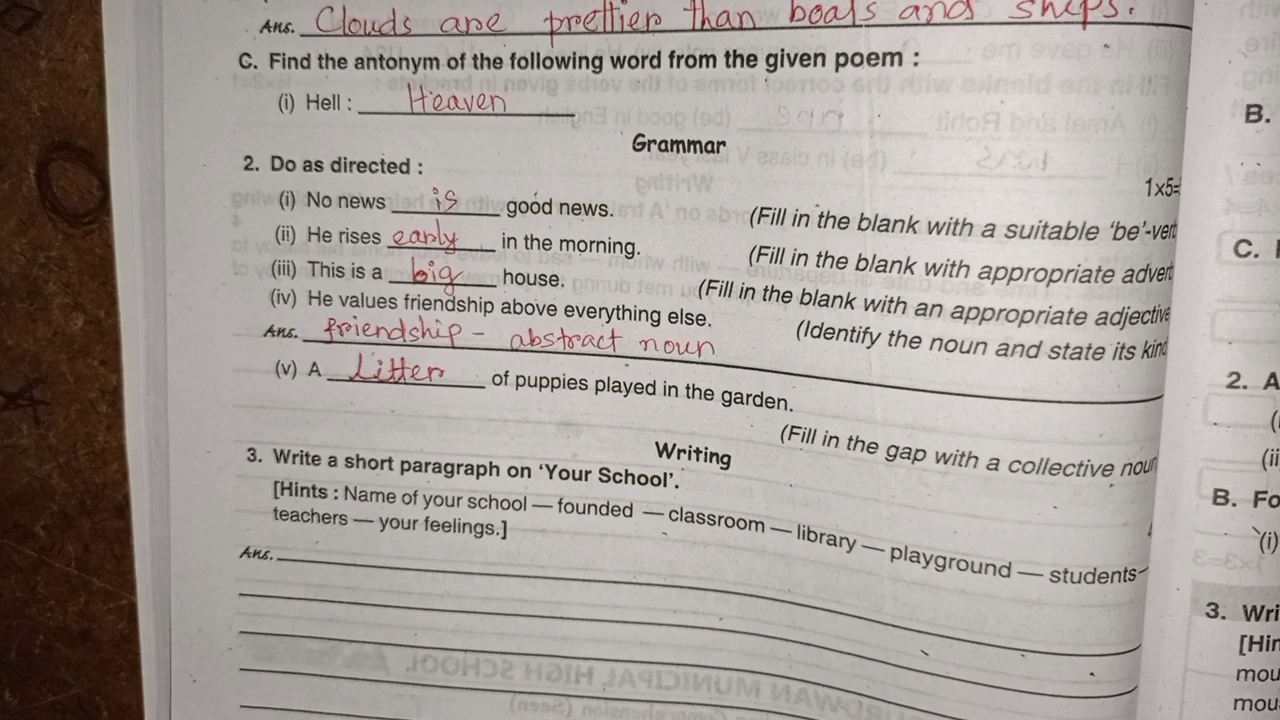 Ans. Clouds are prettier than boats and ships.
C. Find the antonym of the following word from the given poem :
(i) Hell : Heaven
Grammar
2. Do as directed :
1x5=
(i) No news is good news. (Fill in the blank with a suitable 'be'-verb
(ii) He rises early in the morning. (Fill in the blank with appropriate adverb
(iii) This is a big house. (Fill in the blank with an appropriate adjective
(iv) He values friendship above everything else. (Identify the noun and state its kind
Ans. friendship - abstract noun
(v) A litter of puppies played in the garden.
(Fill in the gap with a collective noun
Writing
3. Write a short paragraph on 'Your School'.
[Hints : Name of your school — founded — classroom — library — playground — students —
teachers — your feelings.]
Ans.
B.
C.
2. A
(ii
B. Fo
(i)
3. Wri
[Hin
mou
mou